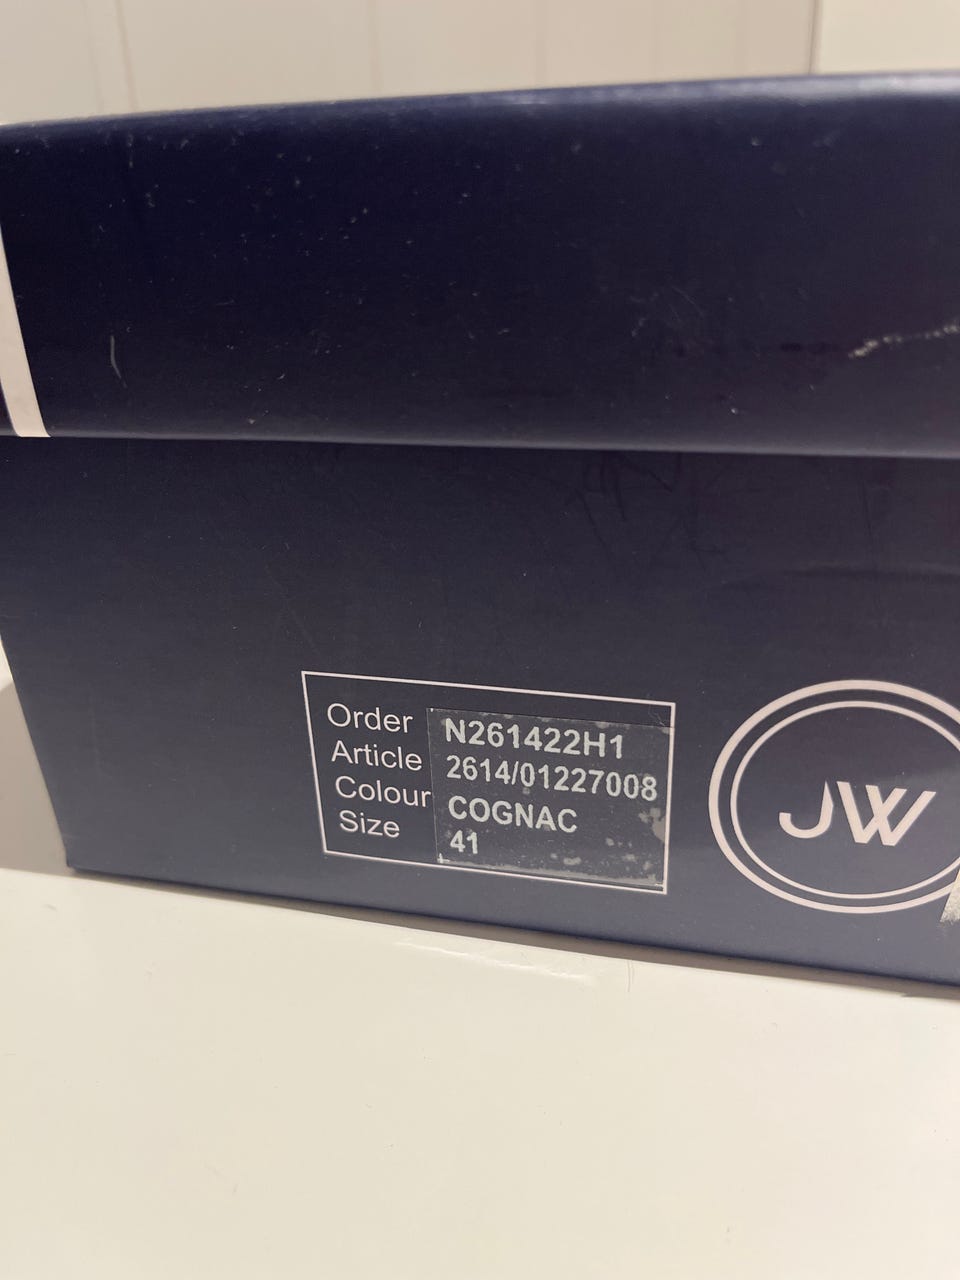 Order N261422H1
Article 2614/01227008
Colour COGNAC
Size 41
JW